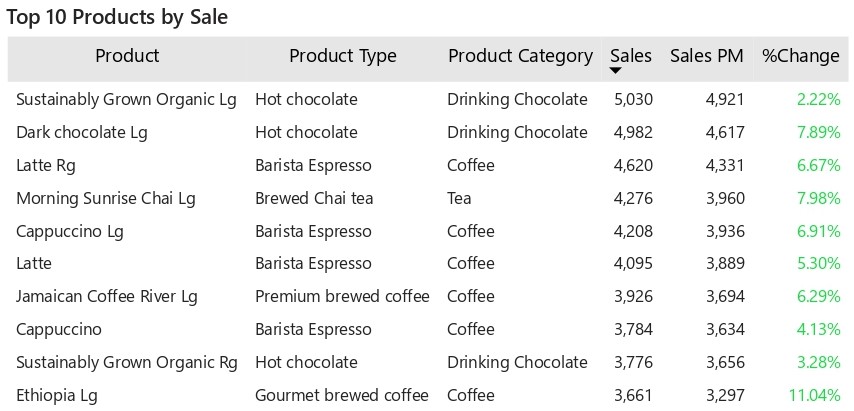 Top 10 Products by Sale
Product Product Type Product Category Sales Sales PM %Change
Sustainably Grown Organic Lg Hot chocolate Drinking Chocolate 5,030 4,921 2.22%
Dark chocolate Lg Hot chocolate Drinking Chocolate 4,982 4,617 7.89%
Latte Rg Barista Espresso Coffee 4,620 4,331 6.67%
Morning Sunrise Chai Lg Brewed Chai tea Tea 4,276 3,960 7.98%
Cappuccino Lg Barista Espresso Coffee 4,208 3,936 6.91%
Latte Barista Espresso Coffee 4,095 3,889 5.30%
Jamaican Coffee River Lg Premium brewed coffee Coffee 3,926 3,694 6.29%
Cappuccino Barista Espresso Coffee 3,784 3,634 4.13%
Sustainably Grown Organic Rg Hot chocolate Drinking Chocolate 3,776 3,656 3.28%
Ethiopia Lg Gourmet brewed coffee Coffee 3,661 3,297 11.04%